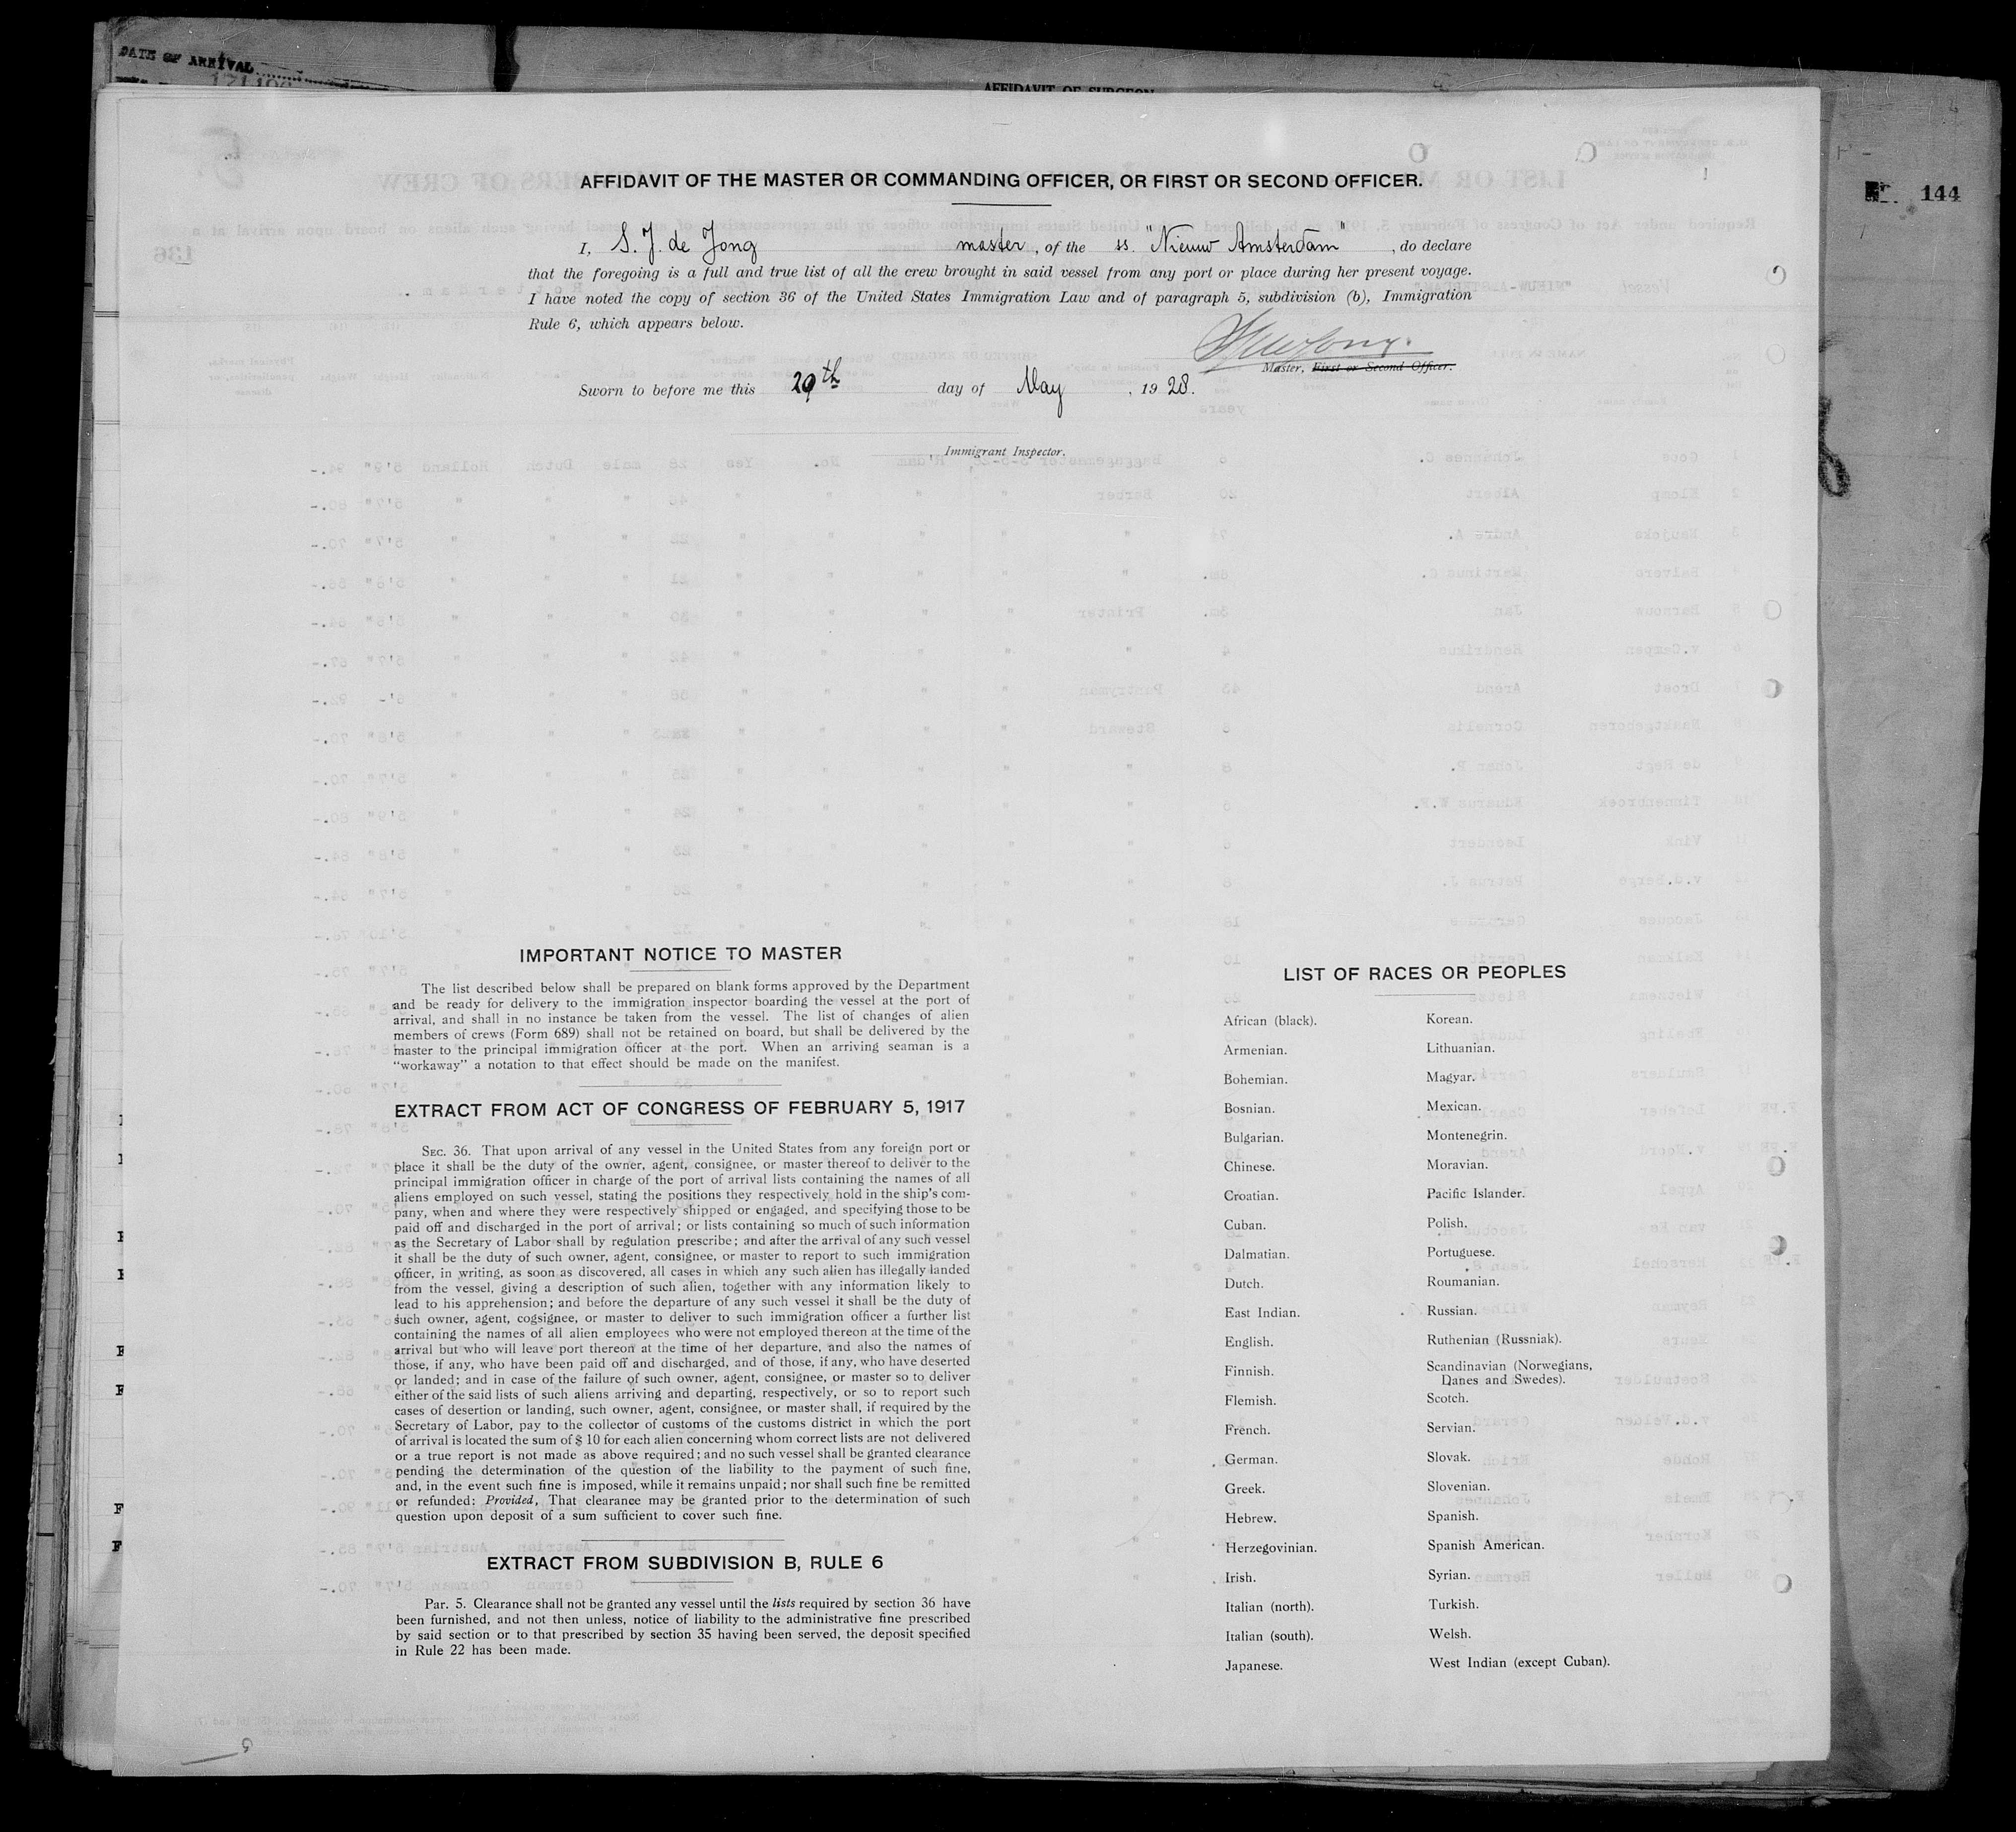 DATE OF ARRIVAL
AFFIDAVIT OF SURGEON
144
AFFIDAVIT OF THE MASTER OR COMMANDING OFFICER, OR FIRST OR SECOND OFFICER.
I, S. J. de Jong master, of the ss. "Nieuw Amsterdam", do declare
that the foregoing is a full and true list of all the crew brought in said vessel from any port or place during her present voyage.
I have noted the copy of section 36 of the United States Immigration Law and of paragraph 5, subdivision (b), Immigration
Rule 6, which appears below.
Master, First or Second Officer.
Sworn to before me this 29th day of May, 1928.
Immigrant Inspector.
IMPORTANT NOTICE TO MASTER
The list described below shall be prepared on blank forms approved by the Department
and be ready for delivery to the immigration inspector boarding the vessel at the port of
arrival, and shall in no instance be taken from the vessel. The list of changes of alien
members of crews (Form 689) shall not be retained on board, but shall be delivered by the
master to the principal immigration officer at the port. When an arriving seaman is a
"workaway" a notation to that effect should be made on the manifest.
EXTRACT FROM ACT OF CONGRESS OF FEBRUARY 5, 1917
SEC. 36. That upon arrival of any vessel in the United States from any foreign port or
place it shall be the duty of the owner, agent, consignee, or master thereof to deliver to the
principal immigration officer in charge of the port of arrival lists containing the names of all
aliens employed on such vessel, stating the positions they respectively hold in the ship's com-
pany, when and where they were respectively shipped or engaged, and specifying those to be
paid off and discharged in the port of arrival; or lists containing so much of such information
as the Secretary of Labor shall by regulation prescribe; and after the arrival of any such vessel
it shall be the duty of such owner, agent, consignee, or master to report to such immigration
officer, in writing, as soon as discovered, all cases in which any such alien has illegally landed
from the vessel, giving a description of such alien, together with any information likely to
lead to his apprehension; and before the departure of any such vessel it shall be the duty of
such owner, agent, cogsignee, or master to deliver to such immigration officer a further list
containing the names of all alien employees who were not employed thereon at the time of the
arrival but who will leave port thereon at the time of her departure, and also the names of
those, if any, who have been paid off and discharged, and of those, if any, who have deserted
or landed; and in case of the failure of such owner, agent, consignee, or master so to deliver
either of the said lists of such aliens arriving and departing, respectively, or so to report such
cases of desertion or landing, such owner, agent, consignee, or master shall, if required by the
Secretary of Labor, pay to the collector of customs of the customs district in which the port
of arrival is located the sum of $ 10 for each alien concerning whom correct lists are not delivered
or a true report is not made as above required; and no such vessel shall be granted clearance
pending the determination of the question of the liability to the payment of such fine,
and, in the event such fine is imposed, while it remains unpaid; nor shall such fine be remitted
or refunded: Provided, That clearance may be granted prior to the determination of such
question upon deposit of a sum sufficient to cover such fine.
EXTRACT FROM SUBDIVISION B, RULE 6
Par. 5. Clearance shall not be granted any vessel until the lists required by section 36 have
been furnished, and not then unless, notice of liability to the administrative fine prescribed
by said section or to that prescribed by section 35 having been served, the deposit specified
in Rule 22 has been made.
LIST OF RACES OR PEOPLES
African (black).
Armenian.
Bohemian.
Bosnian.
Bulgarian.
Chinese.
Croatian.
Cuban.
Dalmatian.
Dutch.
East Indian.
English.
Finnish.
Flemish.
French.
German.
Greek.
Hebrew.
Herzegovinian.
Irish.
Italian (north).
Italian (south).
Japanese.
Korean.
Lithuanian.
Magyar.
Mexican.
Montenegrin.
Moravian.
Pacific Islander.
Polish.
Portuguese.
Roumanian.
Russian.
Ruthenian (Russniak).
Scandinavian (Norwegians,
Danes and Swedes).
Scotch.
Servian.
Slovak.
Slovenian.
Spanish.
Spanish American.
Syrian.
Turkish.
Welsh.
West Indian (except Cuban).